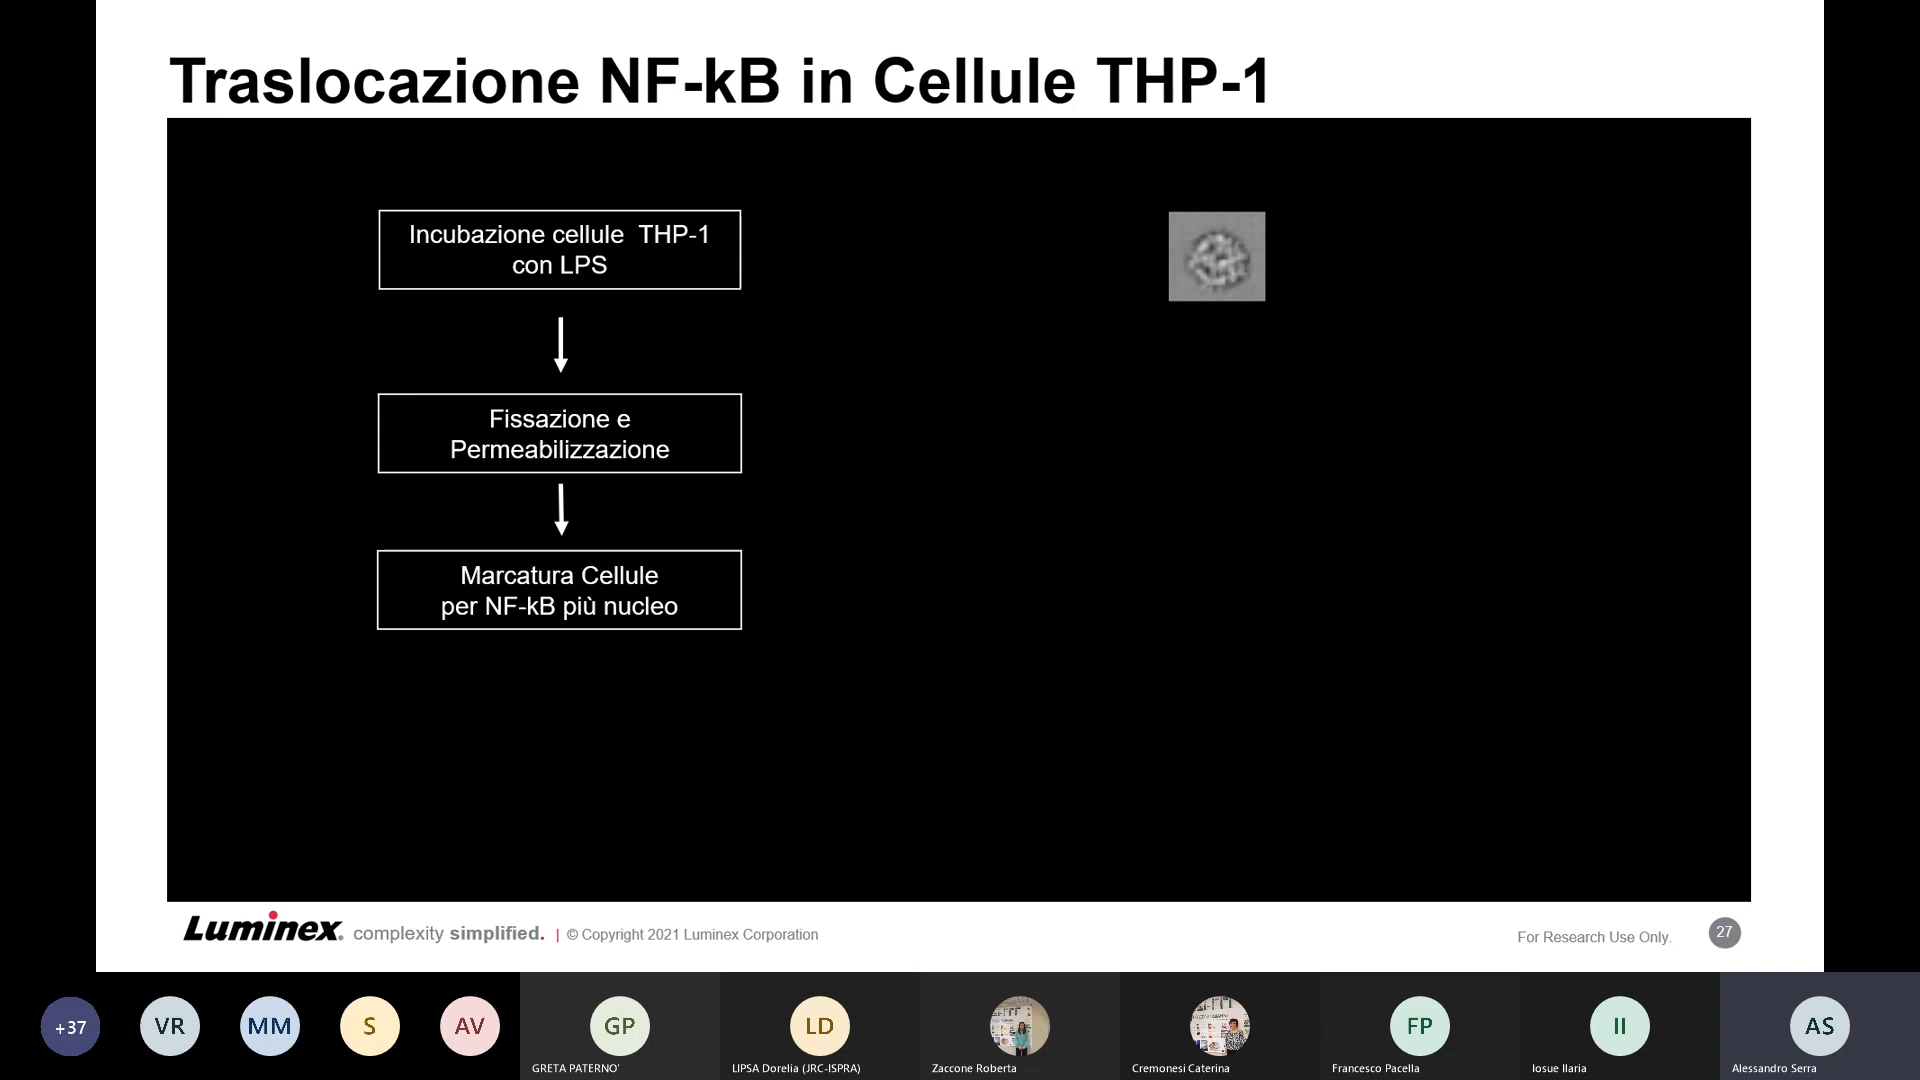 Traslocazione NF-kB in Cellule THP-1
Incubazione cellule THP-1
con LPS
Fissazione e
Permeabilizzazione
Marcatura Cellule
per NF-kB più nucleo
Luminex. complexity simplified. | © Copyright 2021 Luminex Corporation
For Research Use Only.
27
+37
VR
MM
S
AV
GP
GRETA PATERNO'
LD
LIPSA Dorelia (JRC-ISPRA)
Zaccone Roberta
Cremonesi Caterina
FP
Francesco Pacella
II
Iosue Ilaria
AS
Alessandro Serra